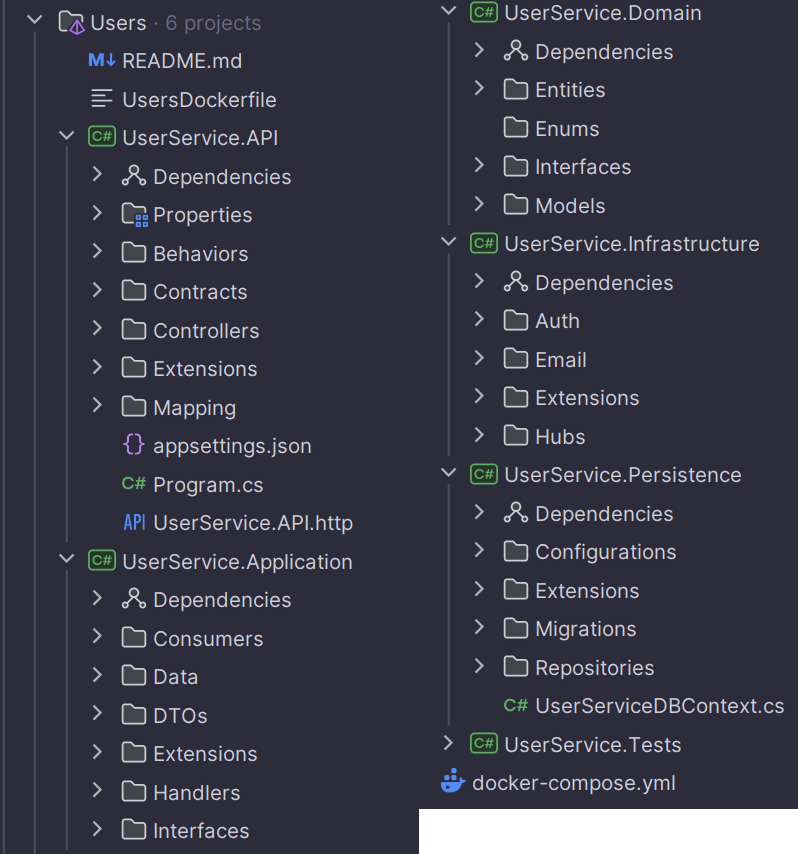 Users · 6 projects
M↓ README.md
UsersDockerfile
C# UserService.API
Dependencies
Properties
Behaviors
Contracts
Controllers
Extensions
Mapping
{} appsettings.json
C# Program.cs
API UserService.API.http
C# UserService.Application
Dependencies
Consumers
Data
DTOs
Extensions
Handlers
Interfaces
C# UserService.Domain
Dependencies
Entities
Enums
Interfaces
Models
C# UserService.Infrastructure
Dependencies
Auth
Email
Extensions
Hubs
C# UserService.Persistence
Dependencies
Configurations
Extensions
Migrations
Repositories
C# UserServiceDBContext.cs
C# UserService.Tests
docker-compose.yml